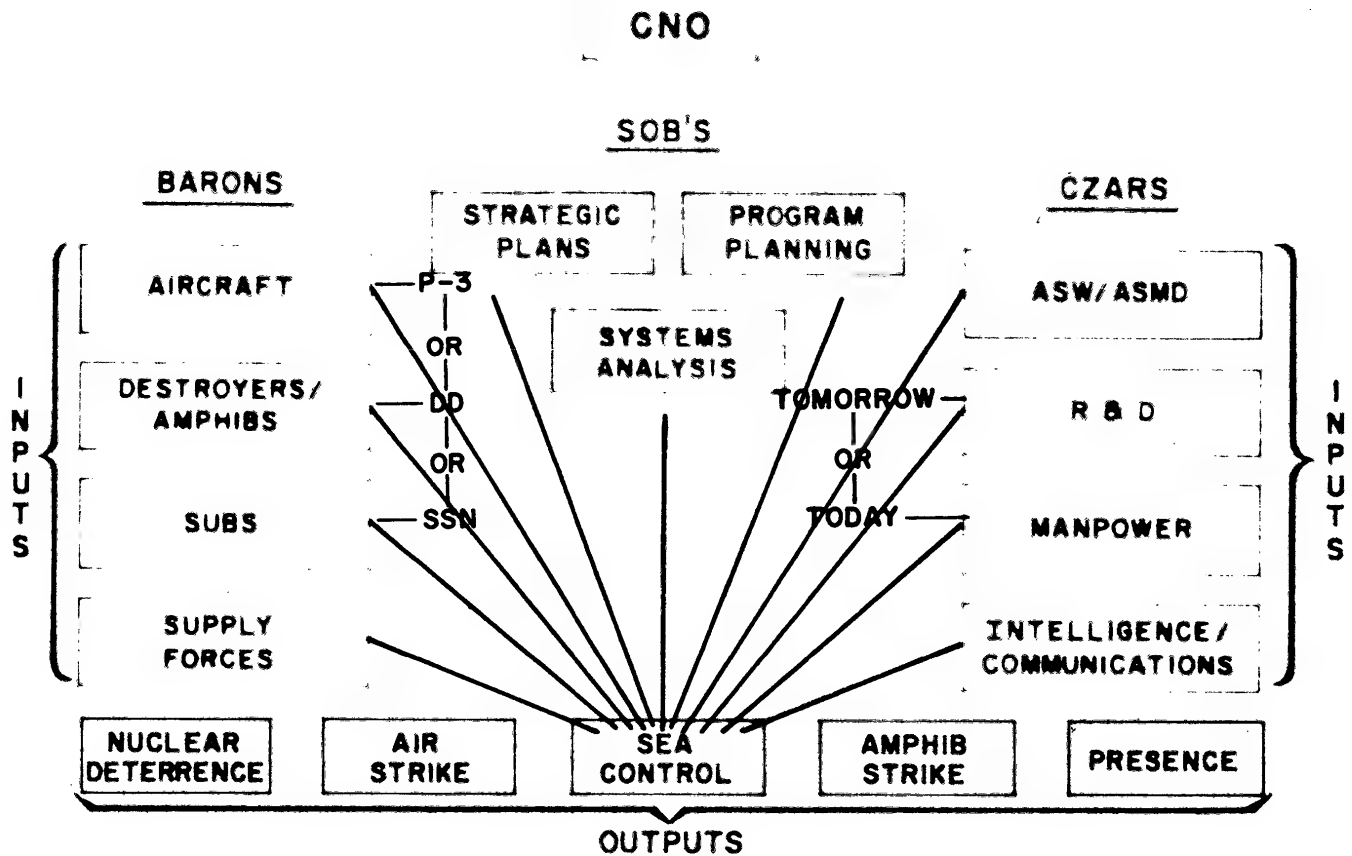 CNO
SOB'S
BARONS
CZARS
STRATEGIC
PLANS
PROGRAM
PLANNING
SYSTEMS
ANALYSIS
INPUTS
AIRCRAFT
DESTROYERS/
AMPHIBS
SUBS
SUPPLY
FORCES
P-3
OR
DD
OR
SSN
TOMORROW
OR
TODAY
ASW/ASMD
R & D
MANPOWER
INTELLIGENCE/
COMMUNICATIONS
INPUTS
NUCLEAR
DETERRENCE
AIR
STRIKE
SEA
CONTROL
AMPHIB
STRIKE
PRESENCE
OUTPUTS